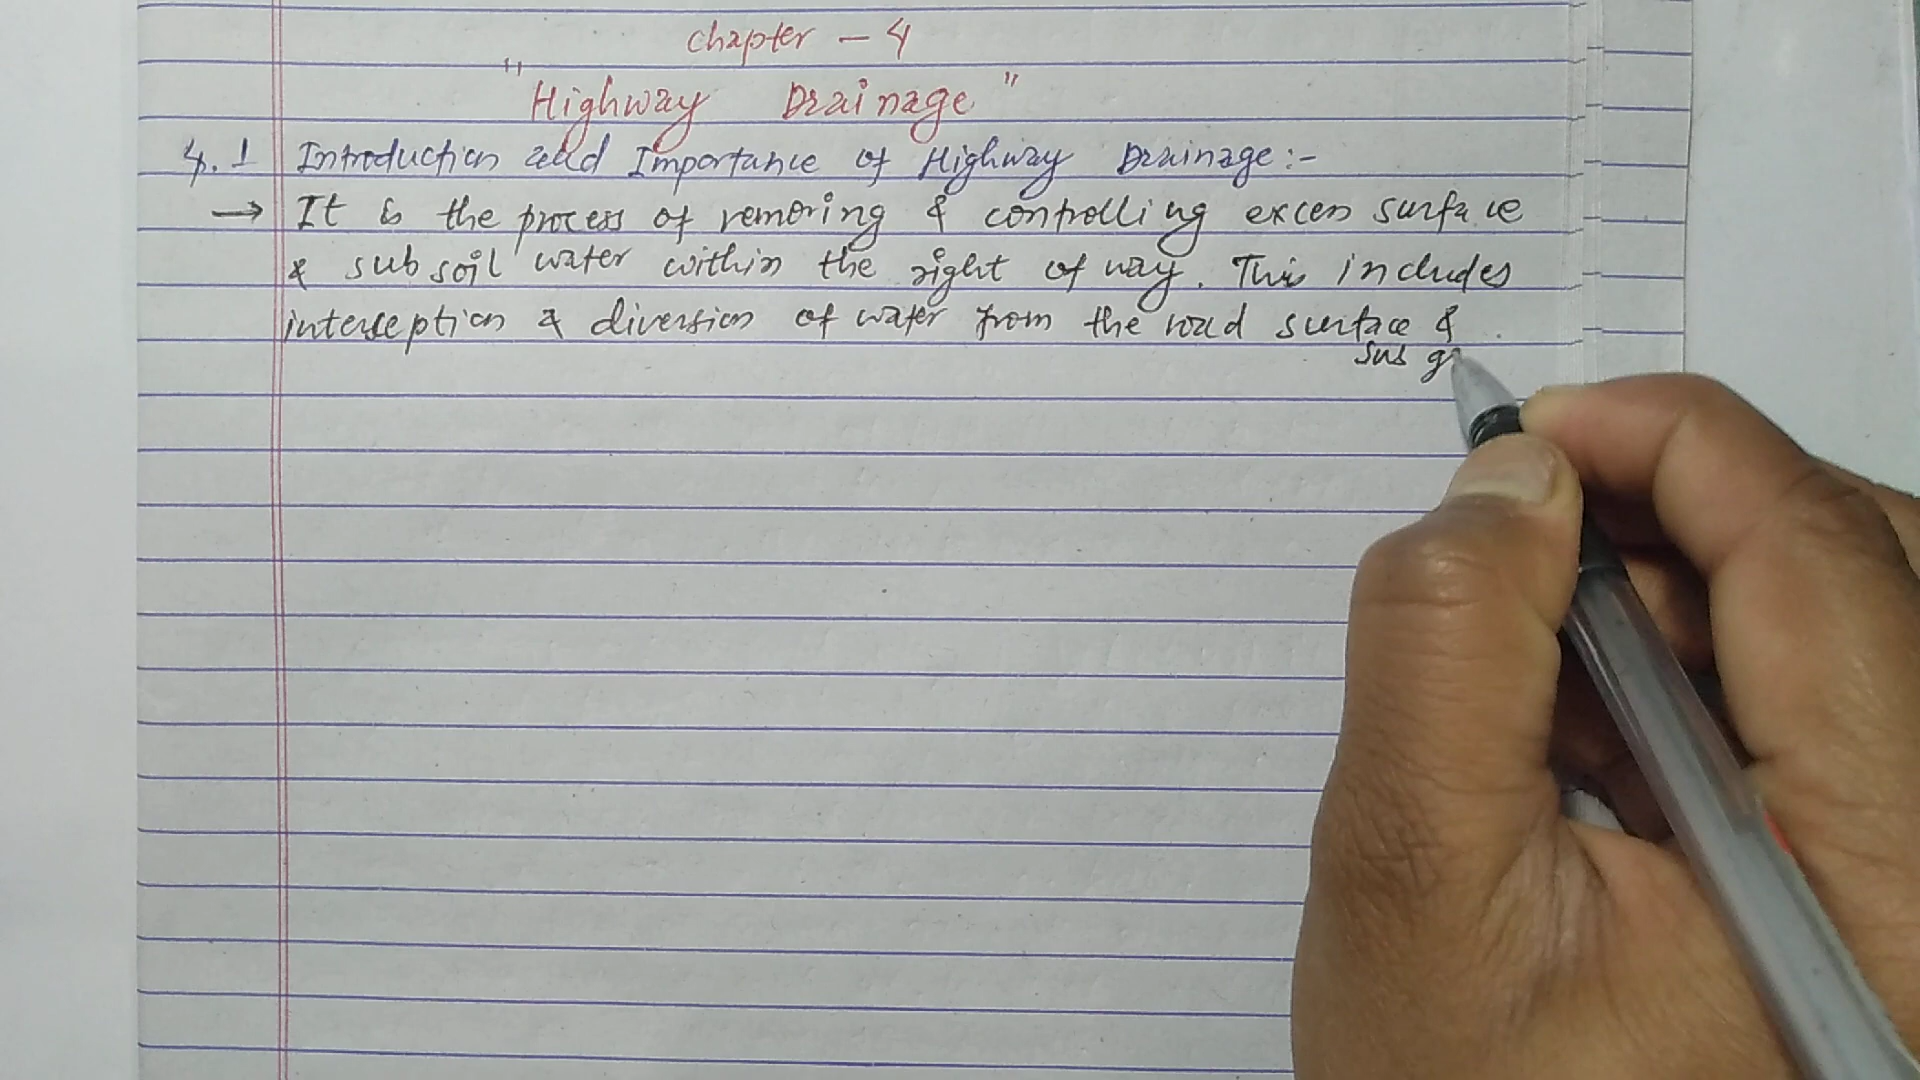 Chapter - 4
"Highway Drainage"
4.1 Introduction and Importance of Highway Drainage:-
→ It is the process of removing & controlling excess surface
& sub soil water within the right of way. This includes
interception & diversion of water from the road surface &
sub g